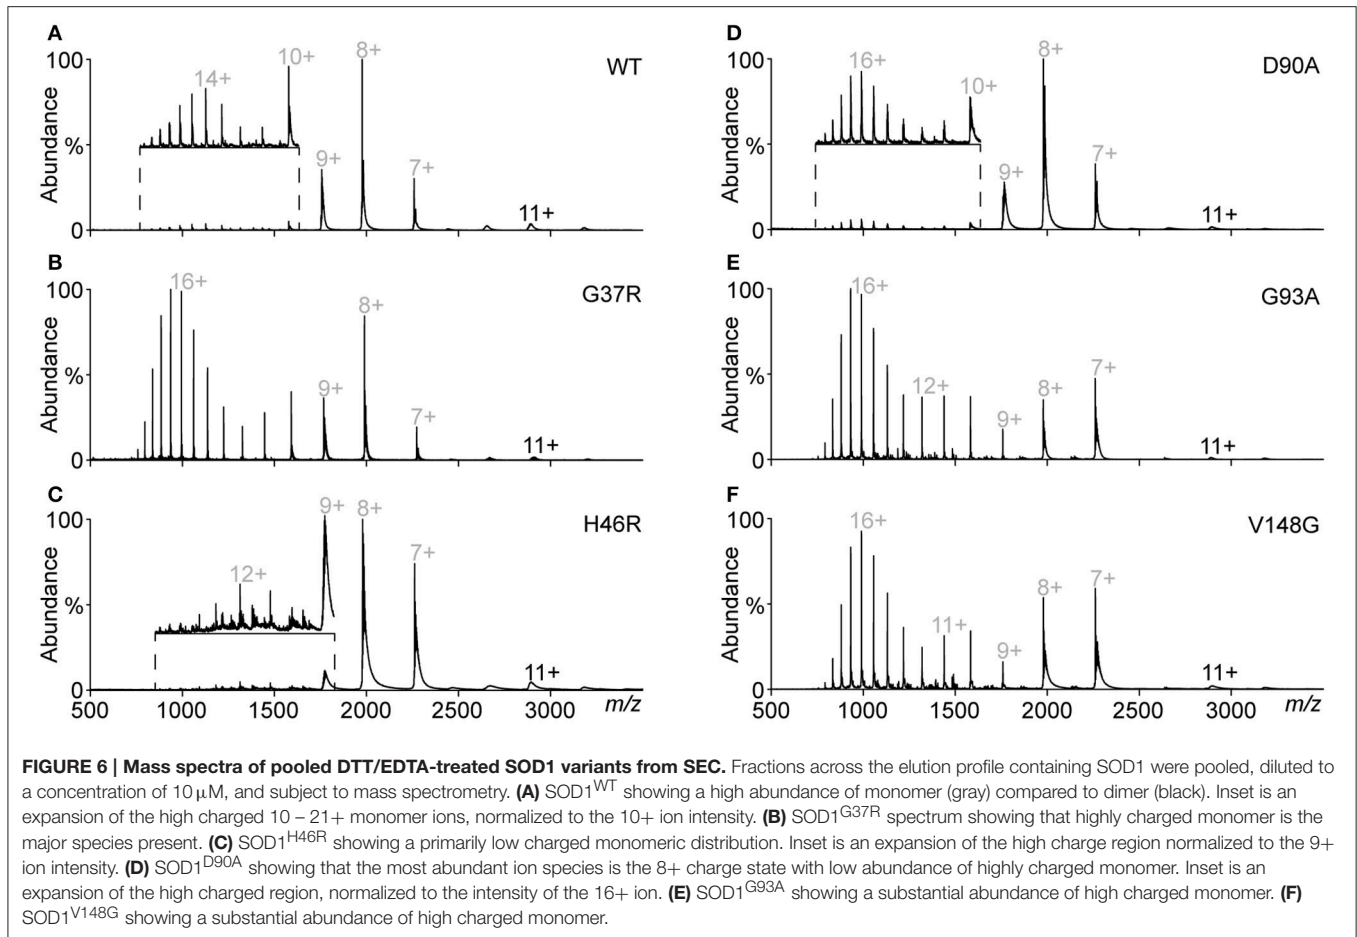 A
WT
Abundance
100
%
0
14+
10+
9+
8+
7+
11+
B
G37R
Abundance
100
%
0
16+
9+
8+
7+
11+
C
H46R
Abundance
100
%
0
12+
9+
8+
7+
11+
500 1000 1500 2000 2500 3000 m/z
D
D90A
Abundance
100
%
0
16+
10+
9+
8+
7+
11+
E
G93A
Abundance
100
%
0
16+
12+
9+
8+
7+
11+
F
V148G
Abundance
100
%
0
16+
11+
9+
8+
7+
11+
500 1000 1500 2000 2500 3000 m/z
FIGURE 6 | Mass spectra of pooled DTT/EDTA-treated SOD1 variants from SEC. Fractions across the elution profile containing SOD1 were pooled, diluted to
a concentration of 10 μM, and subject to mass spectrometry. (A) SOD1WT showing a high abundance of monomer (gray) compared to dimer (black). Inset is an
expansion of the high charged 10 – 21+ monomer ions, normalized to the 10+ ion intensity. (B) SOD1G37R spectrum showing that highly charged monomer is the
major species present. (C) SOD1H46R showing a primarily low charged monomeric distribution. Inset is an expansion of the high charge region normalized to the 9+
ion intensity. (D) SOD1D90A showing that the most abundant ion species is the 8+ charge state with low abundance of highly charged monomer. Inset is an
expansion of the high charged region, normalized to the intensity of the 16+ ion. (E) SOD1G93A showing a substantial abundance of high charged monomer. (F)
SOD1V148G showing a substantial abundance of high charged monomer.